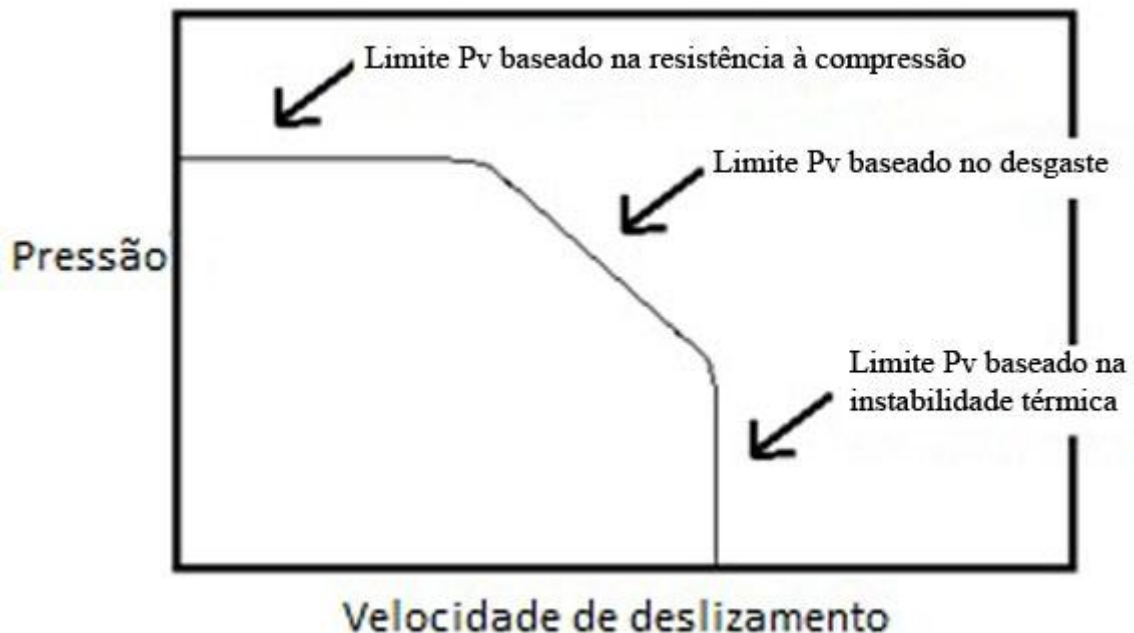 Limite Pv baseado na resistência à compressão
Limite Pv baseado no desgaste
Pressão
Limite Pv baseado na
instabilidade térmica
Velocidade de deslizamento